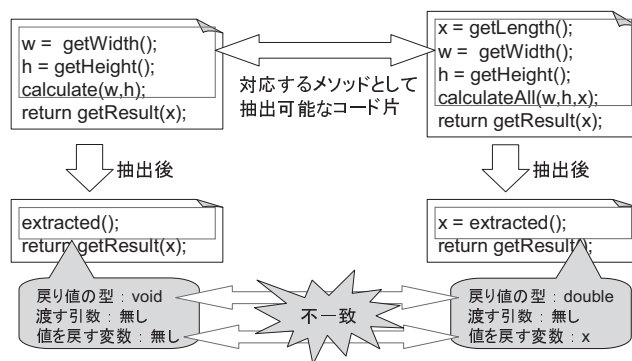 w = getWidth();
h = getHeight();
calculate(w,h);
return getResult(x);
対応するメソッドとして
抽出可能なコード片
x = getLength();
w = getWidth();
h = getHeight();
calculateAll(w,h,x);
return getResult(x);
抽出後
抽出後
extracted();
return getResult(x);
x = extracted();
return getResult
戻り値の型：void
渡す引数：無し
値を戻す変数：無し
不一致
戻り値の型：double
渡す引数：無し
値を戻す変数：x